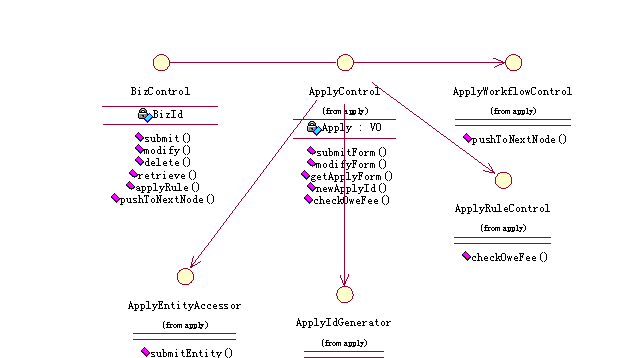 BizControl
BizId
submit()
modify()
delete()
retrieve()
applyRule()
pushToNextNode()
ApplyControl
(from apply)
Apply : VO
submitForm()
modifyForm()
getApplyForm()
newApplyId()
checkOweFee()
ApplyWorkflowControl
(from apply)
pushToNextNode()
ApplyRuleControl
(from apply)
checkOweFee()
ApplyEntityAccessor
(from apply)
submitEntity()
ApplyIdGenerator
(from apply)